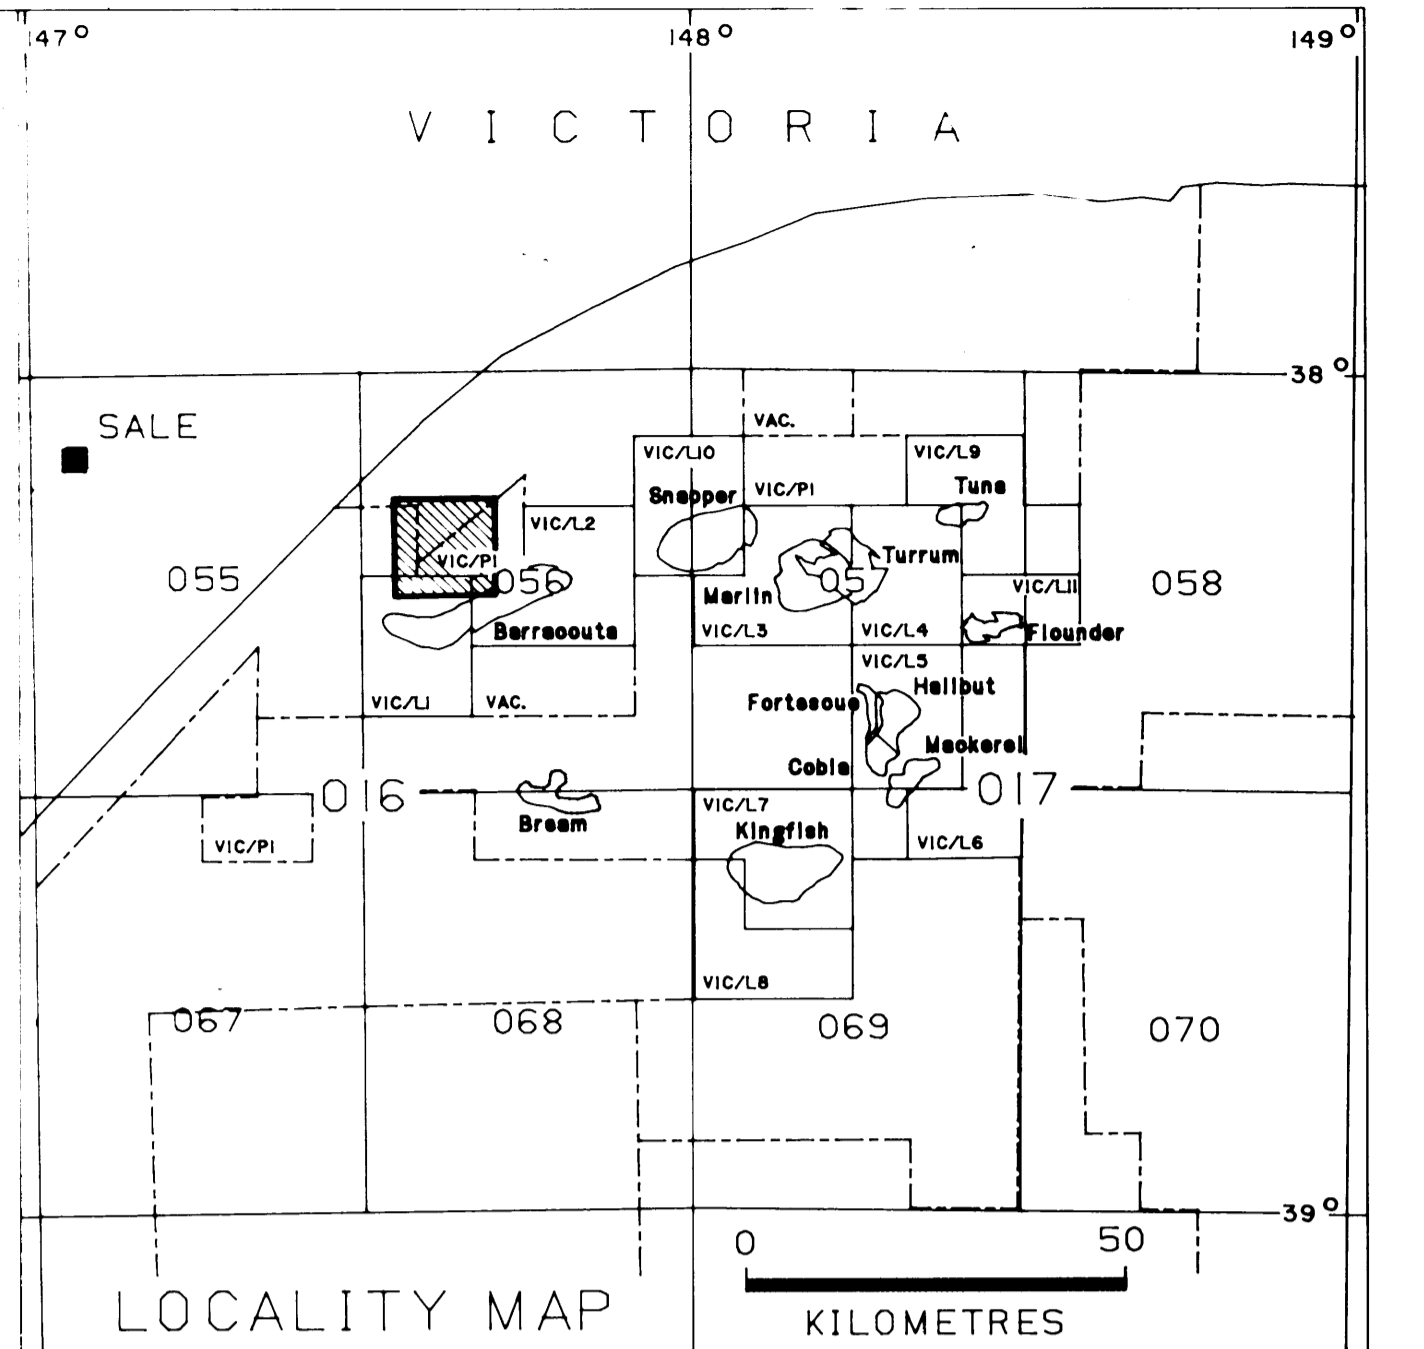 147° 148° 149°
VICTORIA
38°
SALE
VAC.
VIC/L10
VIC/L9
Snapper
VIC/P1
Tuna
VIC/L2
Turrum
VIC/P1
055
056
05
VIC/L11
058
Marlin
Barracouta
VIC/L3
VIC/L4
Flounder
VIC/L5
Halibut
VIC/L1
VAC.
Fortescue
Mackerel
Cobia
016
017
VIC/L7
Bream
Kingfish
VIC/P1
VIC/L6
VIC/L8
067
068
069
070
39°
0 50
LOCALITY MAP
KILOMETRES